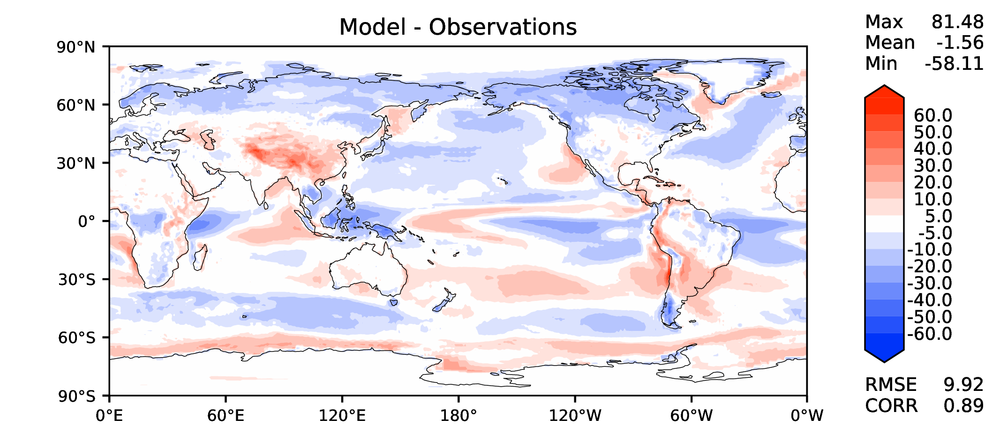 Model - Observations
Max 81.48
Mean -1.56
Min -58.11
90°N
60°N
30°N
0°
30°S
60°S
90°S
0°E
60°E
120°E
180°
120°W
60°W
0°W
60.0
50.0
40.0
30.0
20.0
10.0
5.0
-5.0
-10.0
-20.0
-30.0
-40.0
-50.0
-60.0
RMSE 9.92
CORR 0.89